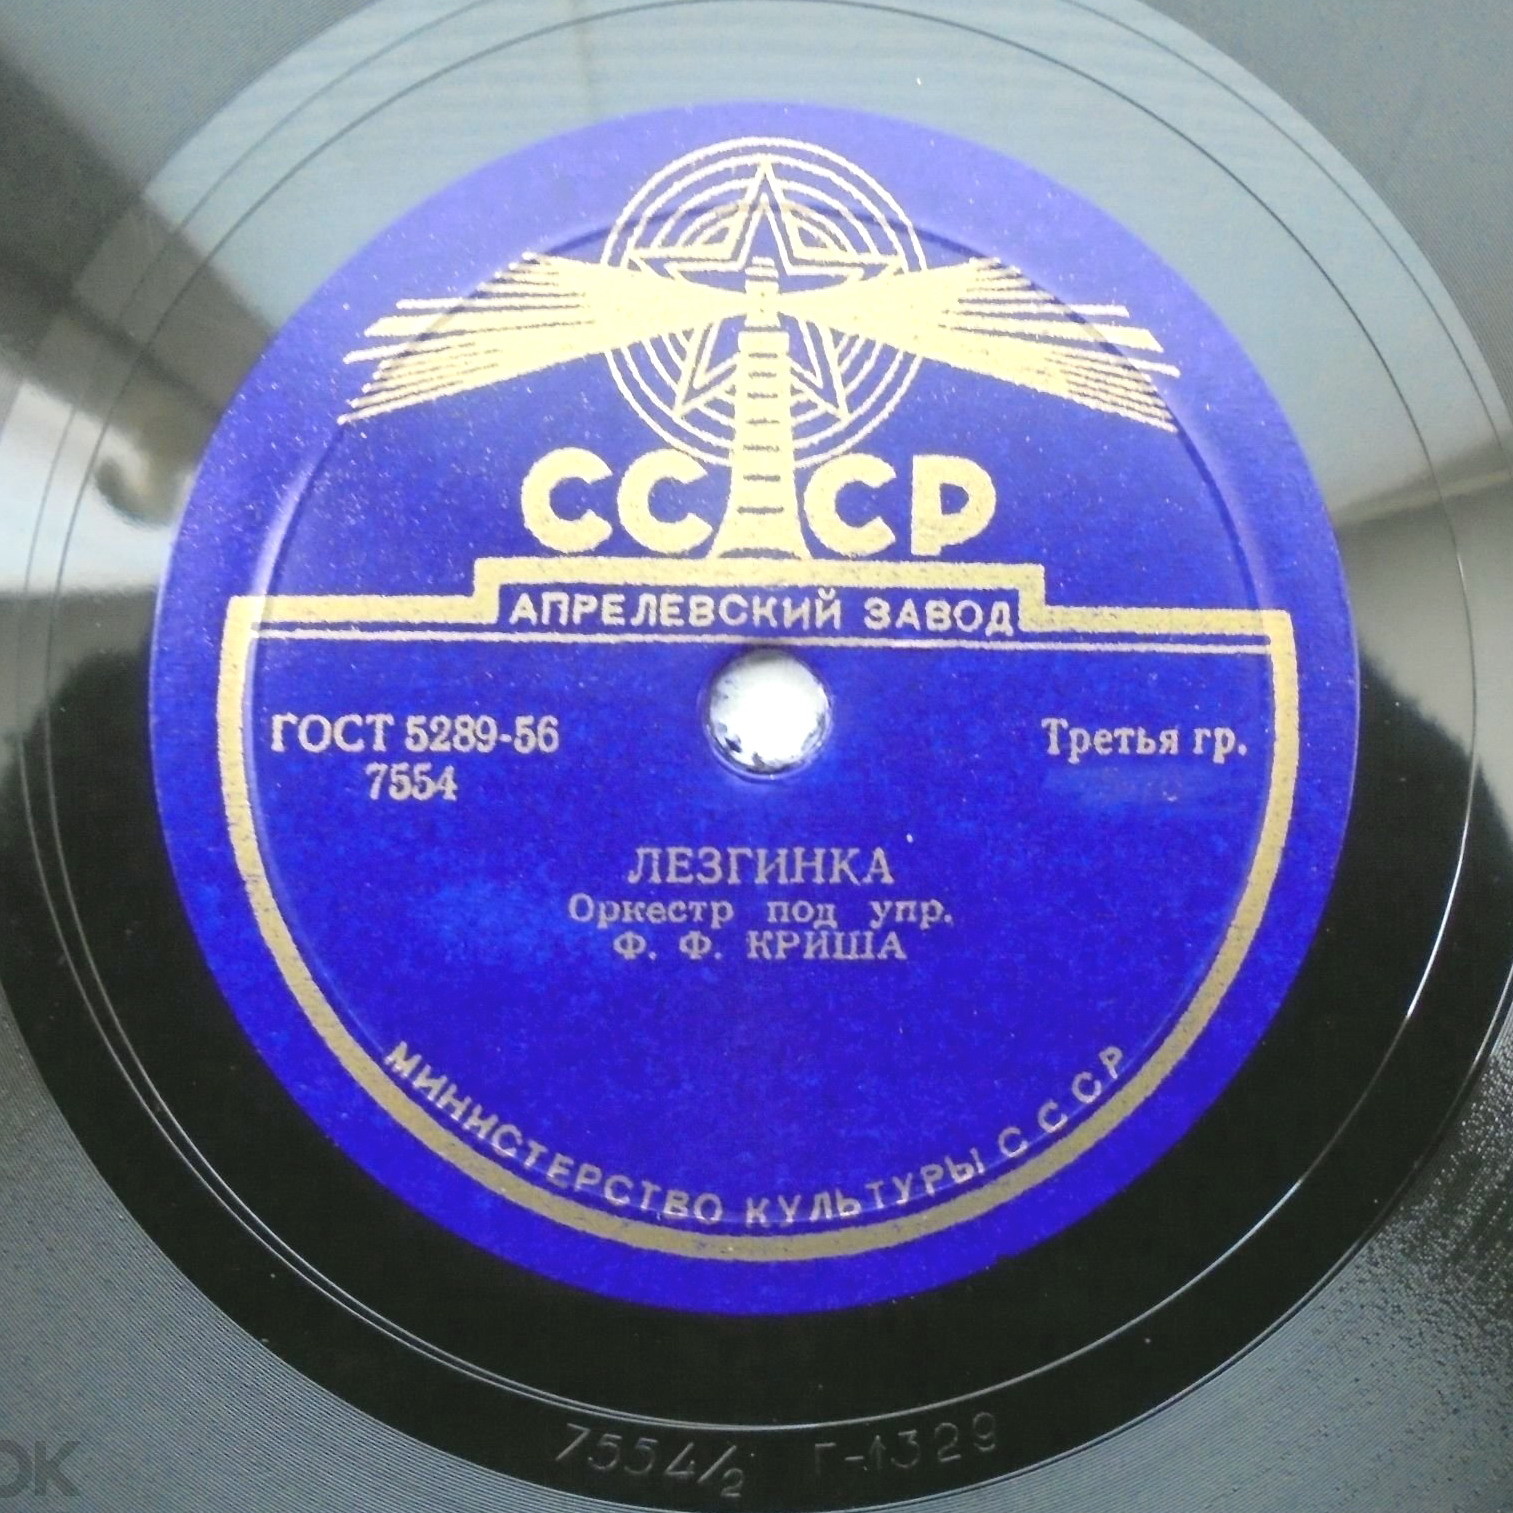 СССР
АПРЕЛЕВСКИЙ ЗАВОД
ГОСТ 5289-56
7554
Третья гр.
ЛЕЗГИНКА
Оркестр под упр.
Ф. Ф. КРИША
МИНИСТЕРСТВО КУЛЬТУРЫ СССР
7554/2 Г-1329
ОК